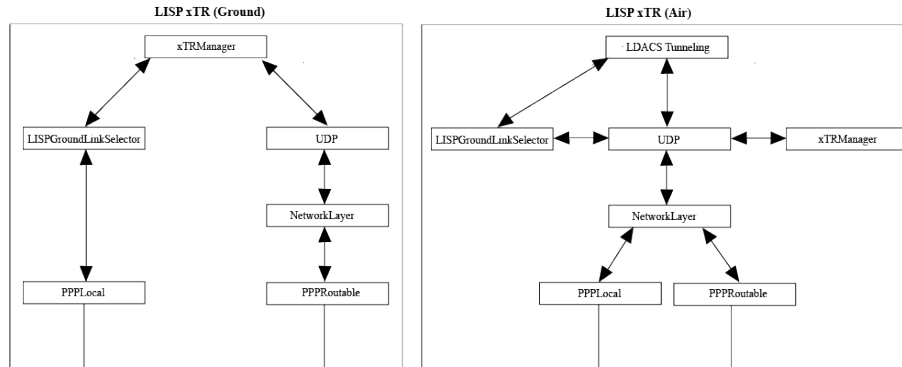 LISP xTR (Ground)
xTRManager
LISPGroundLinkSelector
UDP
NetworkLayer
PPPLocal
PPPRoutable
LISP xTR (Air)
LDACS Tunneling
LISPGroundLinkSelector
UDP
xTRManager
NetworkLayer
PPPLocal
PPPRoutable